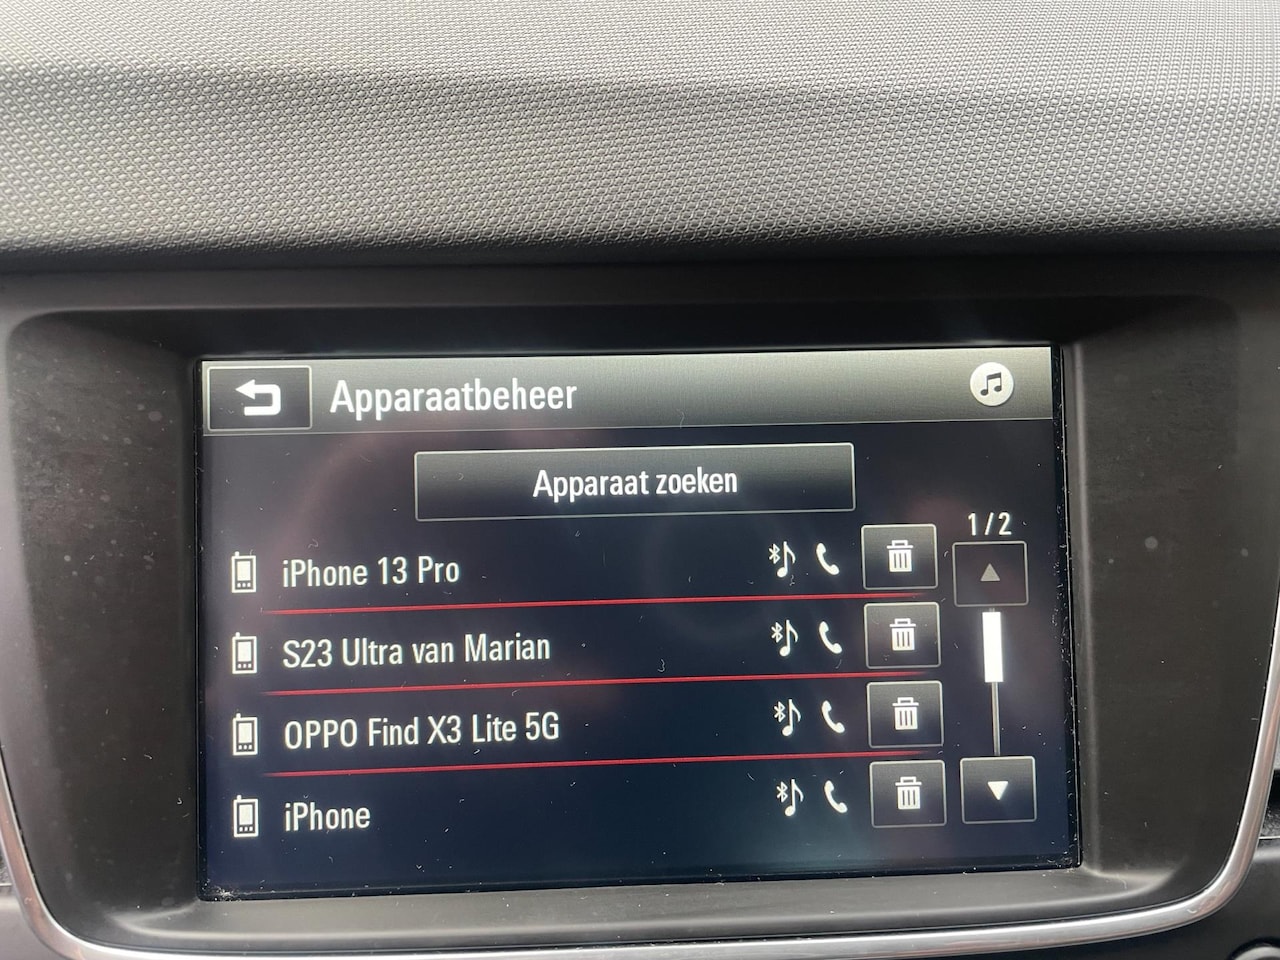 Apparaatbeheer
Apparaat zoeken
1/2
iPhone 13 Pro
S23 Ultra van Marian
OPPO Find X3 Lite 5G
iPhone